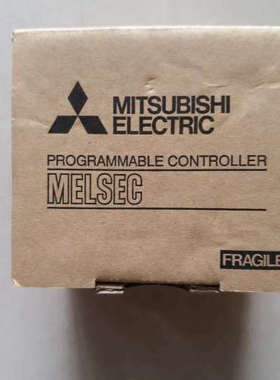 MITSUBISHI
ELECTRIC
PROGRAMMABLE CONTROLLER
MELSEC
FRAGILE